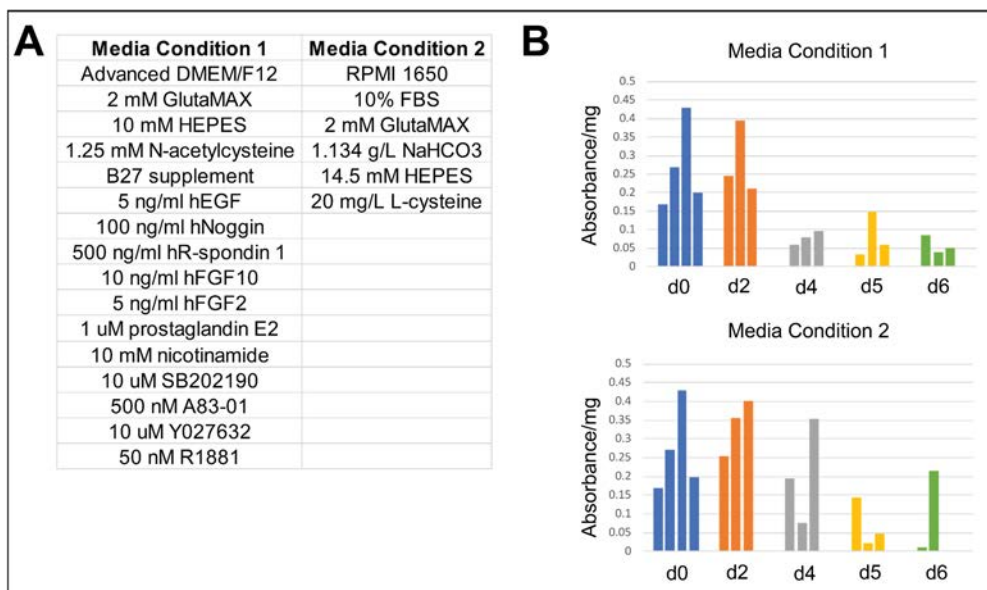 A
Media Condition 1 Media Condition 2
Advanced DMEM/F12 RPMI 1650
2 mM GlutaMAX 10% FBS
10 mM HEPES 2 mM GlutaMAX
1.25 mM N-acetylcysteine 1.134 g/L NaHCO3
B27 supplement 14.5 mM HEPES
5 ng/ml hEGF 20 mg/L L-cysteine
100 ng/ml hNoggin
500 ng/ml hR-spondin 1
10 ng/ml hFGF10
5 ng/ml hFGF2
1 uM prostaglandin E2
10 mM nicotinamide
10 uM SB202190
500 nM A83-01
10 uM Y027632
50 nM R1881
B
Media Condition 1
Absorbance/mg
0.5
0.45
0.4
0.35
0.3
0.25
0.2
0.15
0.1
0.05
0
d0 d2 d4 d5 d6
Media Condition 2
Absorbance/mg
0.5
0.45
0.4
0.35
0.3
0.25
0.2
0.15
0.1
0.05
0
d0 d2 d4 d5 d6